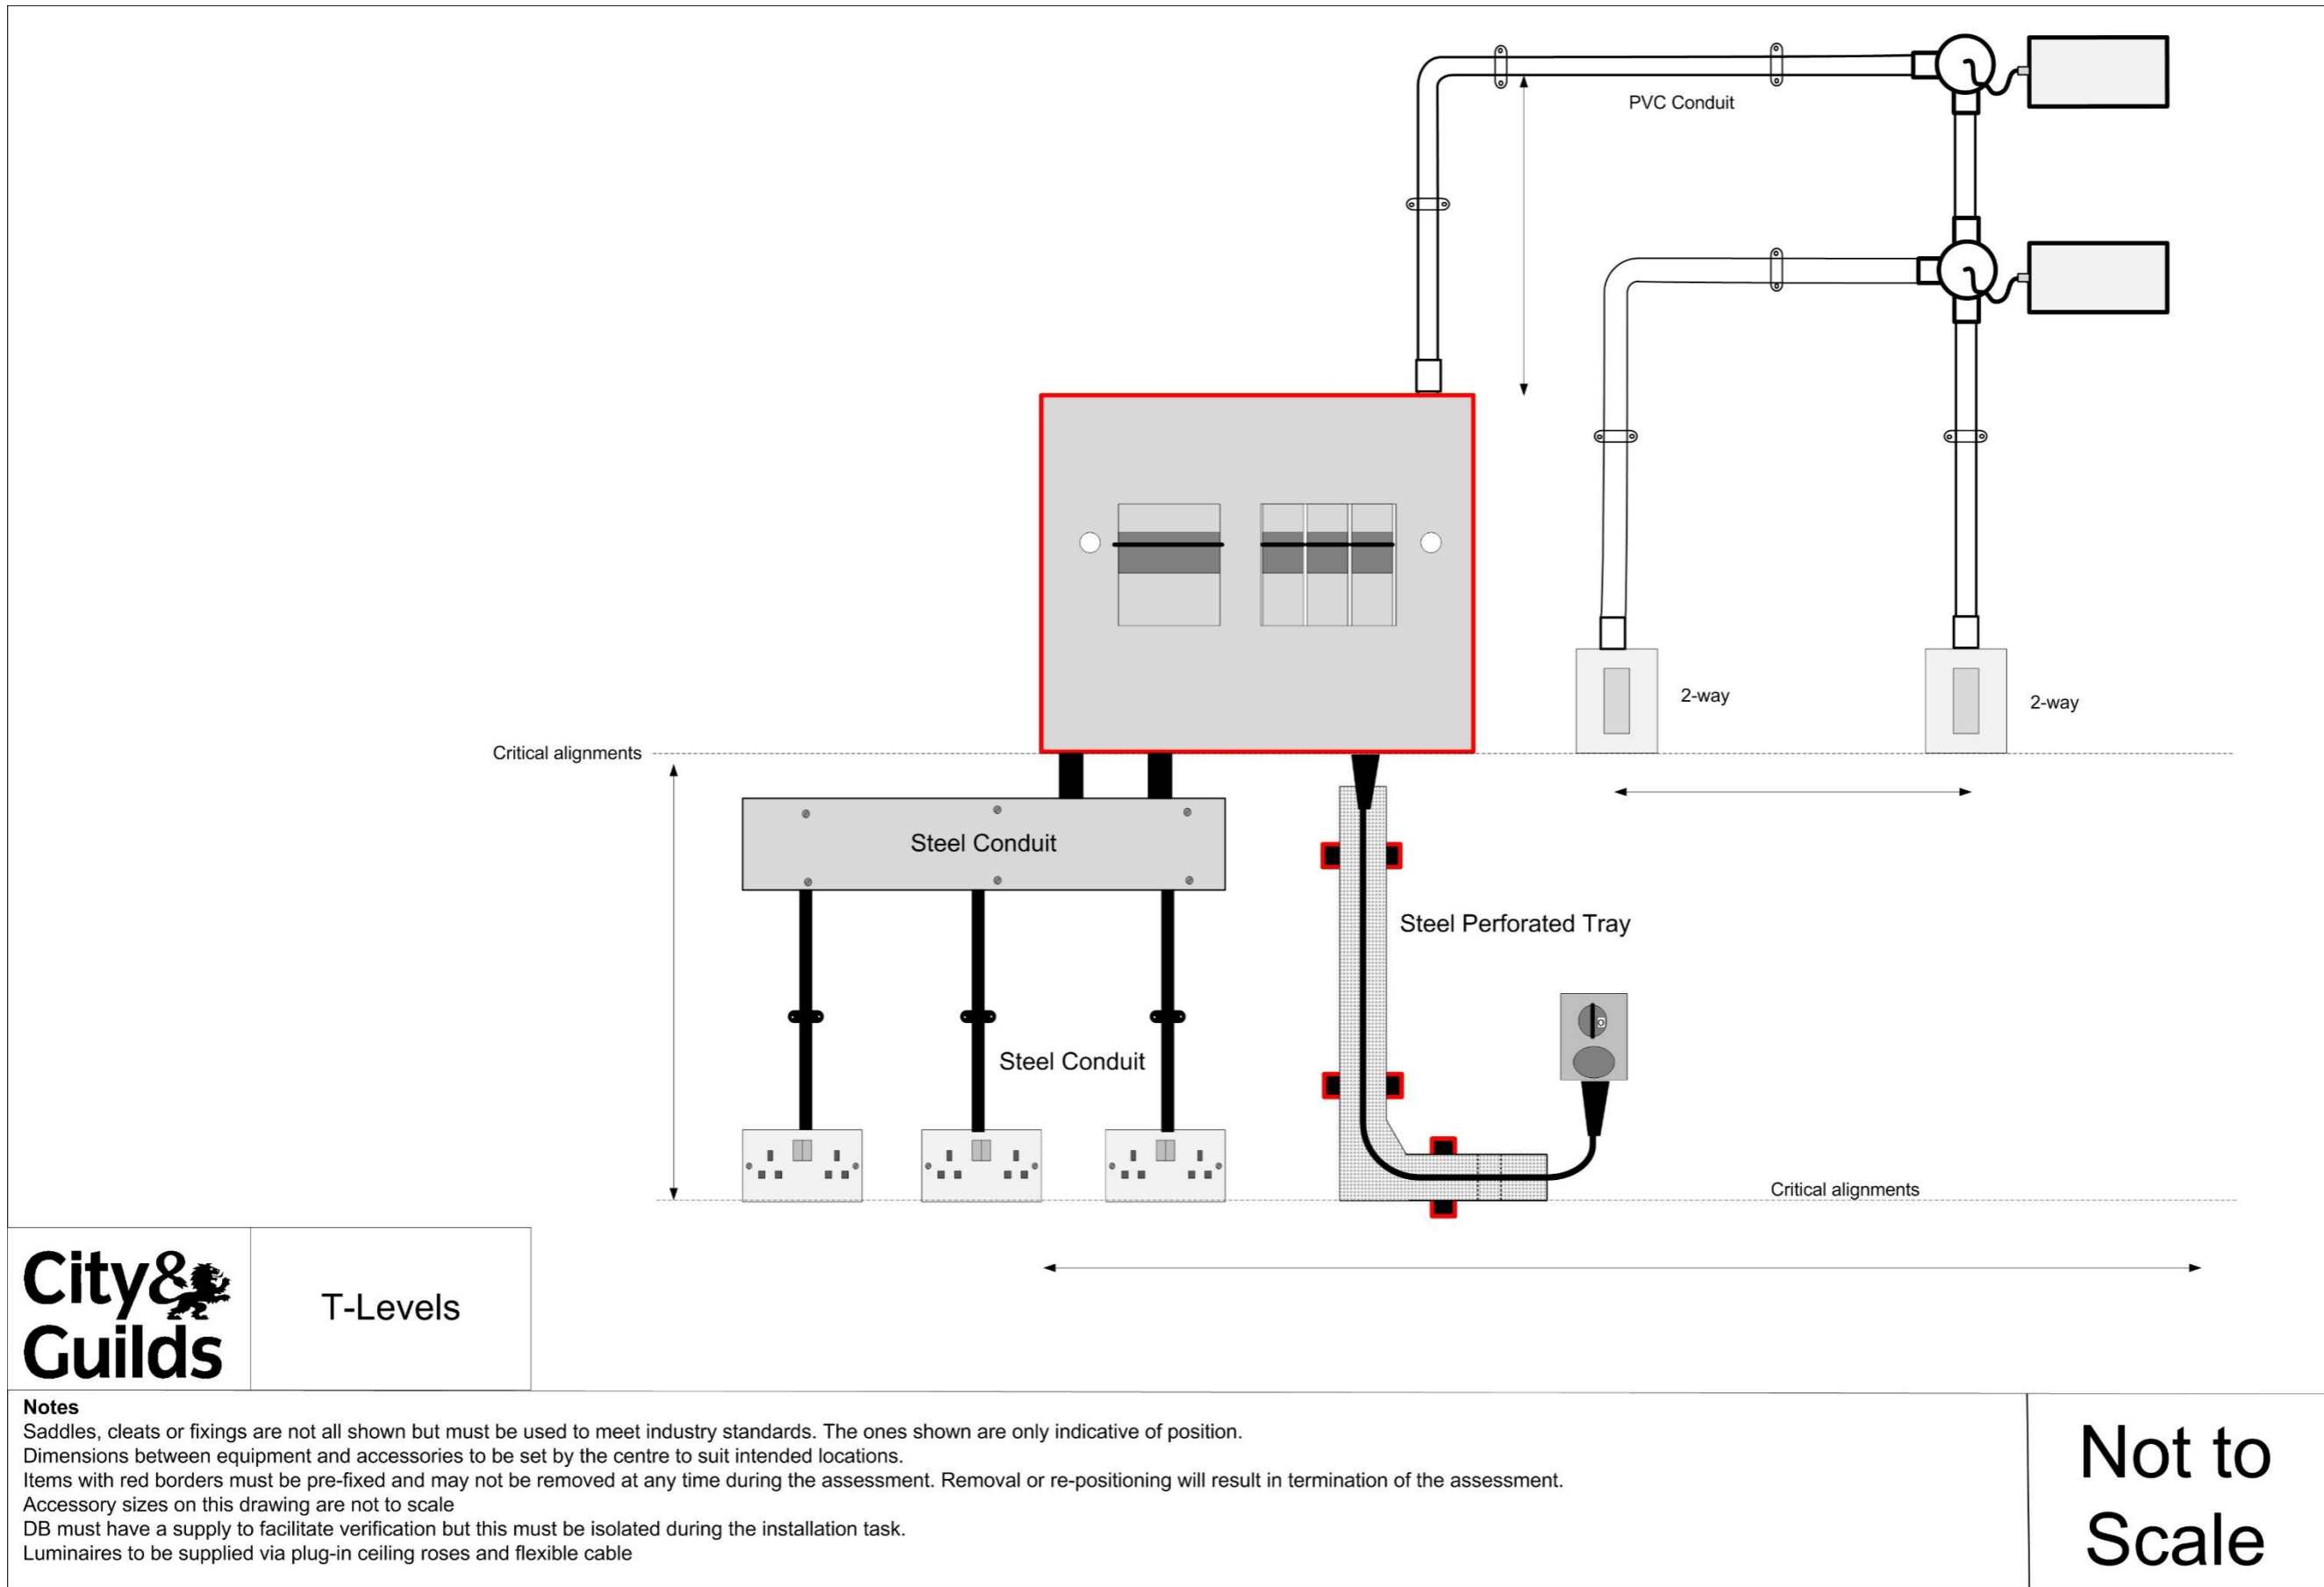 PVC Conduit
2-way
2-way
Critical alignments
Steel Conduit
Steel Perforated Tray
Steel Conduit
Critical alignments
City&
Guilds
T-Levels
Notes
Saddles, cleats or fixings are not all shown but must be used to meet industry standards. The ones shown are only indicative of position.
Dimensions between equipment and accessories to be set by the centre to suit intended locations.
Items with red borders must be pre-fixed and may not be removed at any time during the assessment. Removal or re-positioning will result in termination of the assessment.
Accessory sizes on this drawing are not to scale
DB must have a supply to facilitate verification but this must be isolated during the installation task.
Luminaires to be supplied via plug-in ceiling roses and flexible cable
Not to
Scale